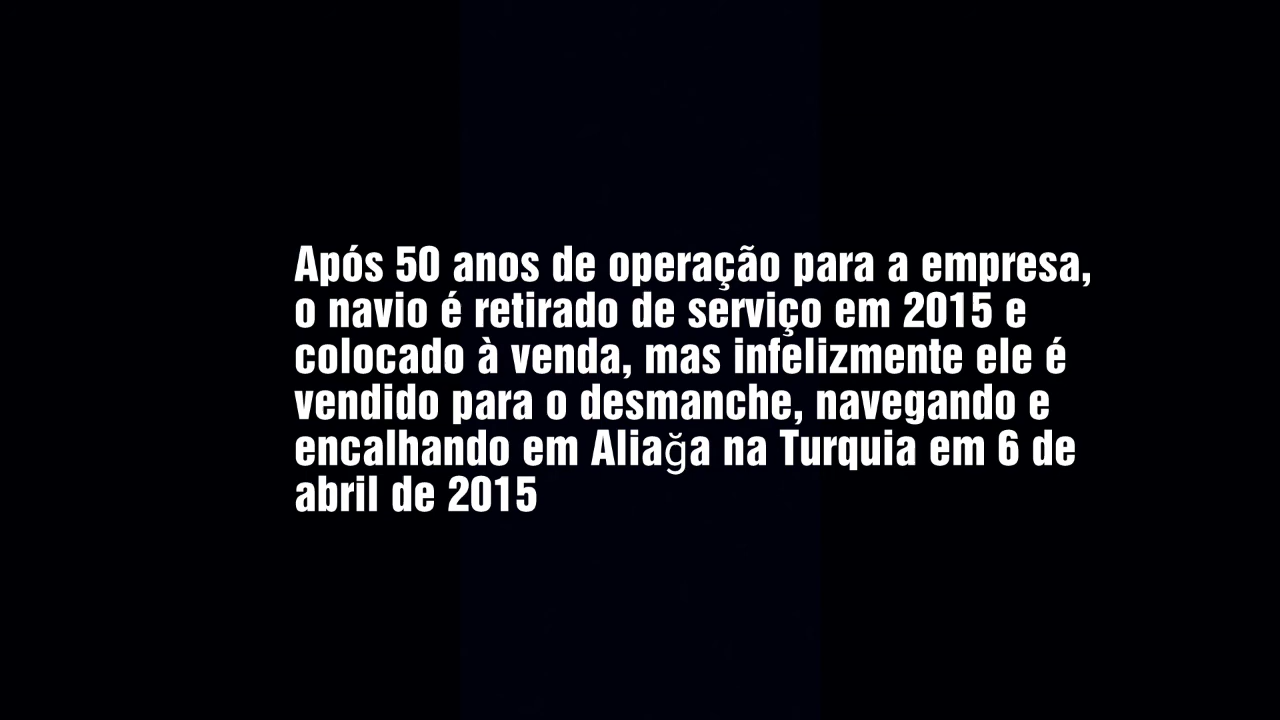 Após 50 anos de operação para a empresa,
o navio é retirado de serviço em 2015 e
colocado à venda, mas infelizmente ele é
vendido para o desmanche, navegando e
encalhando em Aliağa na Turquia em 6 de
abril de 2015